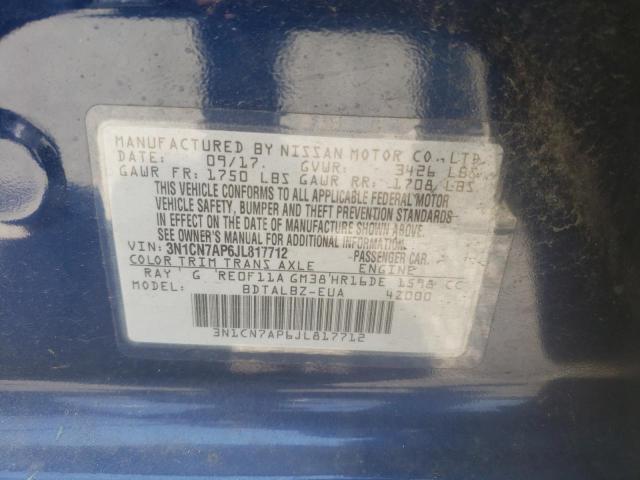 MANUFACTURED BY NISSAN MOTOR CO., LTD.
DATE: 09/17. GVWR: 3426 LBS
GAWR FR: 1750 LBS GAWR RR: 1708 LBS
THIS VEHICLE CONFORMS TO ALL APPLICABLE FEDERAL MOTOR
VEHICLE SAFETY, BUMPER AND THEFT PREVENTION STANDARDS
IN EFFECT ON THE DATE OF MANUFACTURE SHOWN ABOVE.
SEE OWNER'S MANUAL FOR ADDITIONAL INFORMATION.
VIN: 3N1CN7AP6JL817712 PASSENGER CAR
COLOR TRIM TRANS AXLE ENGINE
RAY G RE0F11A GM38 HR16DE 1598 CC
MODEL: BDTALBZ-EUA 42000
3N1CN7AP6JL817712